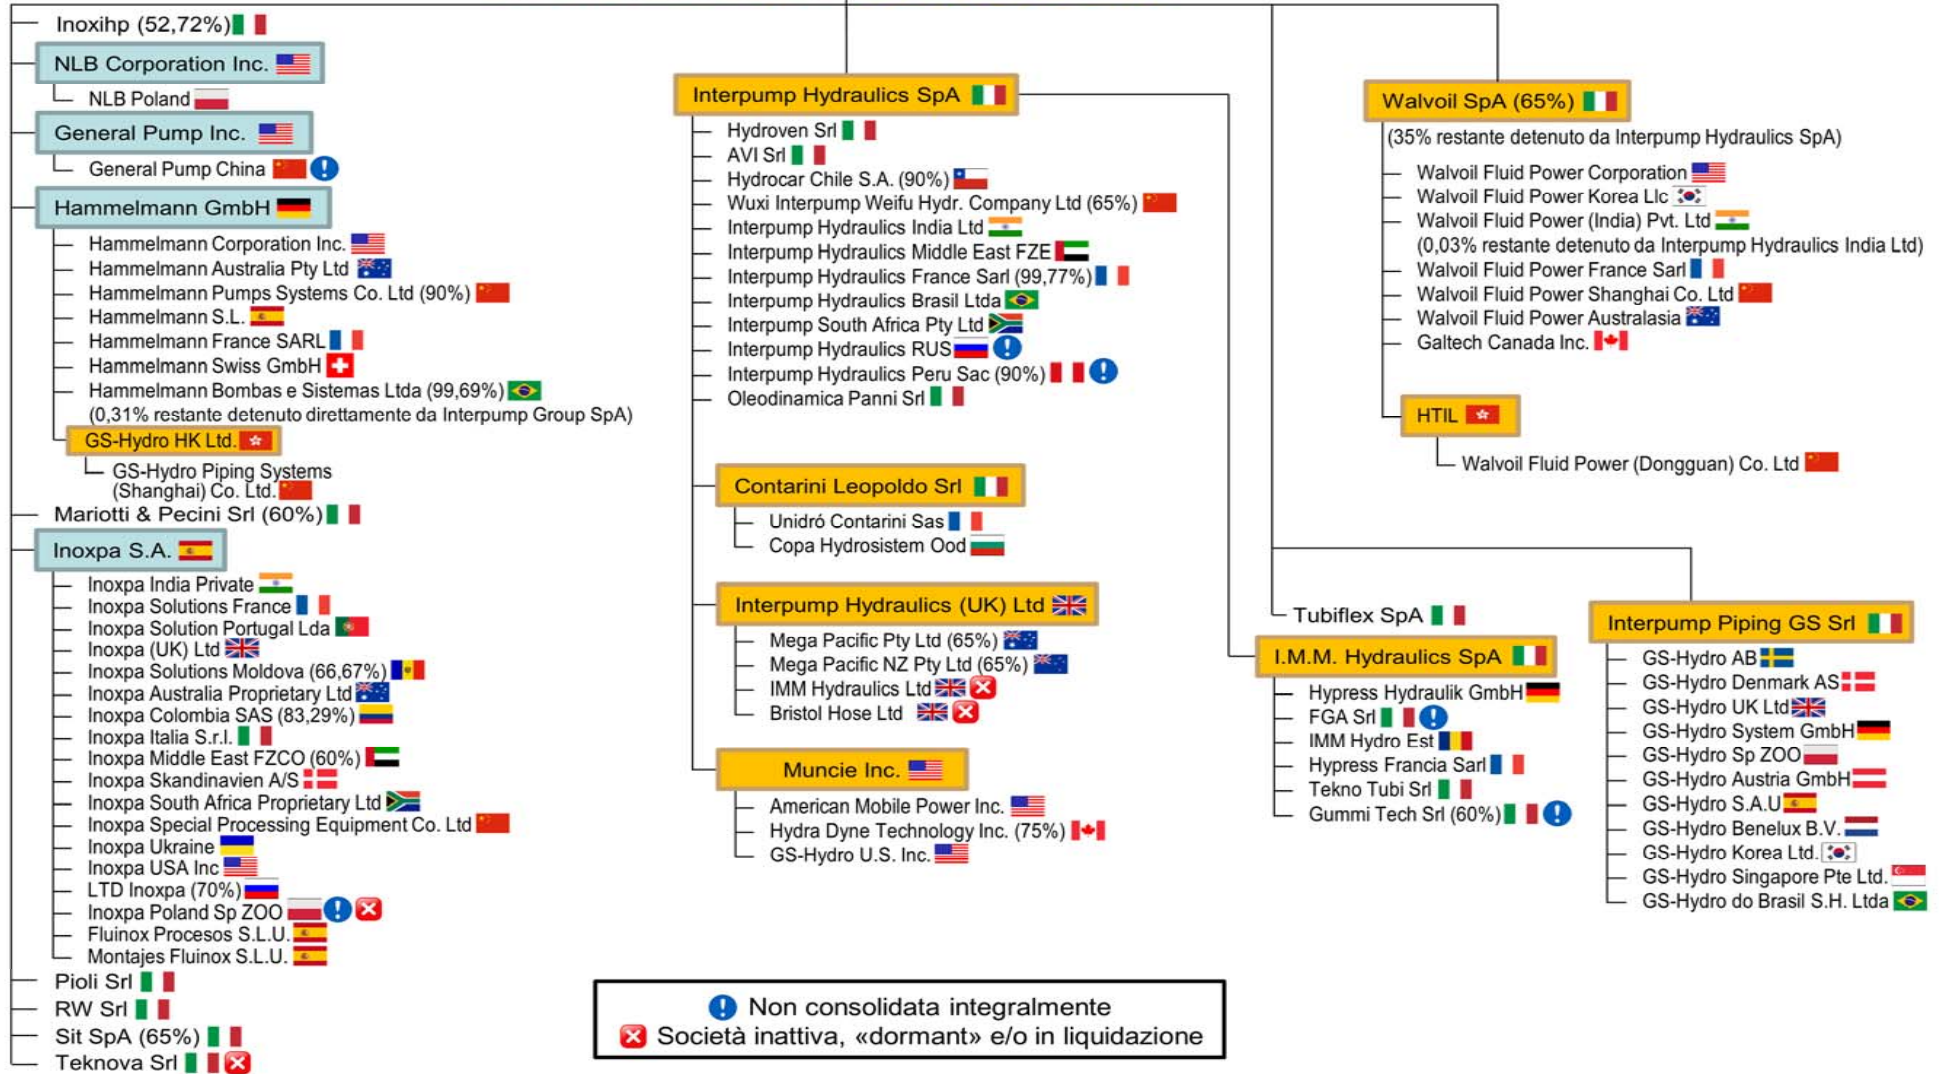 Inoxihp (52,72%)
NLB Corporation Inc.
NLB Poland
General Pump Inc.
General Pump China
Hammelmann GmbH
Hammelmann Corporation Inc.
Hammelmann Australia Pty Ltd
Hammelmann Pumps Systems Co. Ltd (90%)
Hammelmann S.L.
Hammelmann France SARL
Hammelmann Swiss GmbH
Hammelmann Bombas e Sistemas Ltda (99,69%)
(0,31% restante detenuto direttamente da Interpump Group SpA)
GS-Hydro HK Ltd.
GS-Hydro Piping Systems
(Shanghai) Co. Ltd.
Mariotti & Pecini Srl (60%)
Inoxpa S.A.
Inoxpa India Private
Inoxpa Solutions France
Inoxpa Solution Portugal Lda
Inoxpa (UK) Ltd
Inoxpa Solutions Moldova (66,67%)
Inoxpa Australia Proprietary Ltd
Inoxpa Colombia SAS (83,29%)
Inoxpa Italia S.r.l.
Inoxpa Middle East FZCO (60%)
Inoxpa Skandinavien A/S
Inoxpa South Africa Proprietary Ltd
Inoxpa Special Processing Equipment Co. Ltd
Inoxpa Ukraine
Inoxpa USA Inc
LTD Inoxpa (70%)
Inoxpa Poland Sp ZOO
Fluinox Procesos S.L.U.
Montajes Fluinox S.L.U.
Pioli Srl
RW Srl
Sit SpA (65%)
Teknova Srl
Interpump Hydraulics SpA
Hydroven Srl
AVI Srl
Hydrocar Chile S.A. (90%)
Wuxi Interpump Weifu Hydr. Company Ltd (65%)
Interpump Hydraulics India Ltd
Interpump Hydraulics Middle East FZE
Interpump Hydraulics France Sarl (99,77%)
Interpump Hydraulics Brasil Ltda
Interpump South Africa Pty Ltd
Interpump Hydraulics RUS
Interpump Hydraulics Peru Sac (90%)
Oleodinamica Panni Srl
Contarini Leopoldo Srl
Unidró Contarini Sas
Copa Hydrosistem Ood
Interpump Hydraulics (UK) Ltd
Mega Pacific Pty Ltd (65%)
Mega Pacific NZ Pty Ltd (65%)
IMM Hydraulics Ltd
Bristol Hose Ltd
Muncie Inc.
American Mobile Power Inc.
Hydra Dyne Technology Inc. (75%)
GS-Hydro U.S. Inc.
Walvoil SpA (65%)
(35% restante detenuto da Interpump Hydraulics SpA)
Walvoil Fluid Power Corporation
Walvoil Fluid Power Korea Llc
Walvoil Fluid Power (India) Pvt. Ltd
(0,03% restante detenuto da Interpump Hydraulics India Ltd)
Walvoil Fluid Power France Sarl
Walvoil Fluid Power Shanghai Co. Ltd
Walvoil Fluid Power Australasia
Galtech Canada Inc.
HTIL
Walvoil Fluid Power (Dongguan) Co. Ltd
Tubiflex SpA
I.M.M. Hydraulics SpA
Hypress Hydraulik GmbH
FGA Srl
IMM Hydro Est
Hypress Francia Sarl
Tekno Tubi Srl
Gummi Tech Srl (60%)
Interpump Piping GS Srl
GS-Hydro AB
GS-Hydro Denmark AS
GS-Hydro UK Ltd
GS-Hydro System GmbH
GS-Hydro Sp ZOO
GS-Hydro Austria GmbH
GS-Hydro S.A.U
GS-Hydro Benelux B.V.
GS-Hydro Korea Ltd.
GS-Hydro Singapore Pte Ltd.
GS-Hydro do Brasil S.H. Ltda
Non consolidata integralmente
Società inattiva, «dormant» e/o in liquidazione